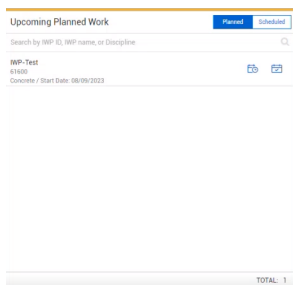 Upcoming Planned Work
Planned Scheduled
Search by IWP ID, IWP name, or Discipline
IWP-Test
61600
Concrete / Start Date: 09/09/2023
TOTAL: 1